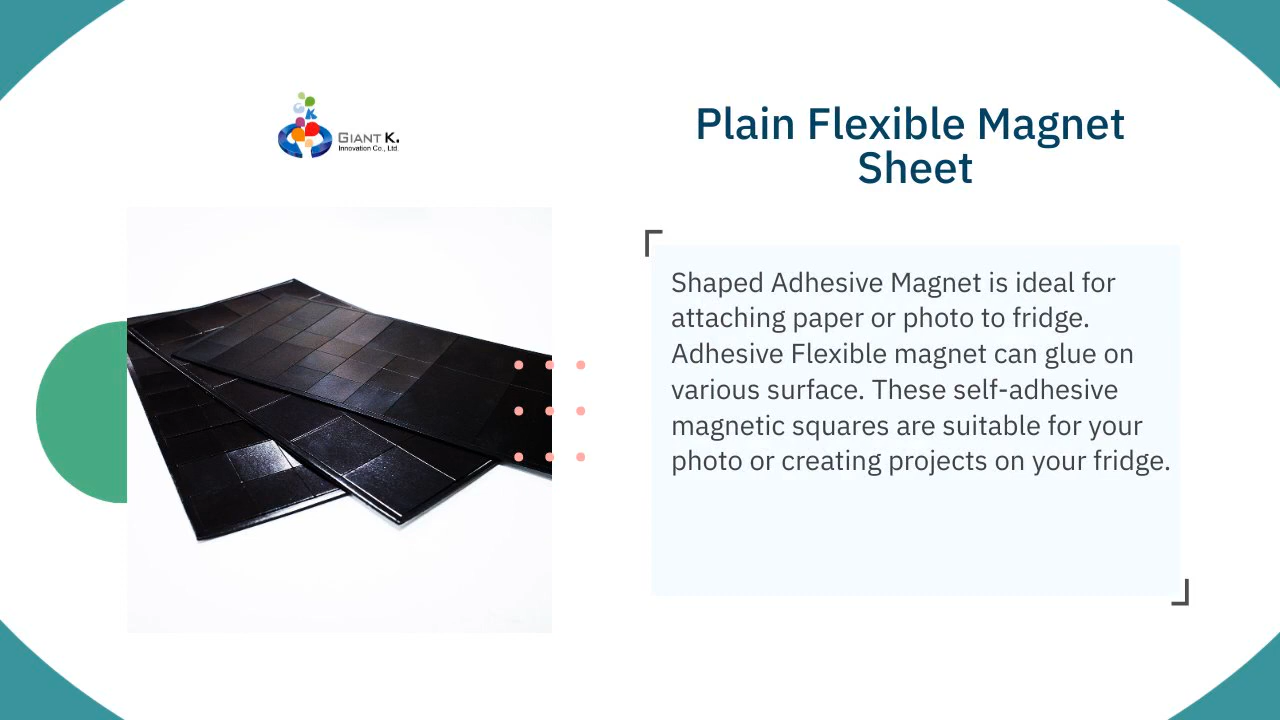 GIANT K.
Innovation Co., Ltd.
Plain Flexible Magnet
Sheet
Shaped Adhesive Magnet is ideal for
attaching paper or photo to fridge.
Adhesive Flexible magnet can glue on
various surface. These self-adhesive
magnetic squares are suitable for your
photo or creating projects on your fridge.